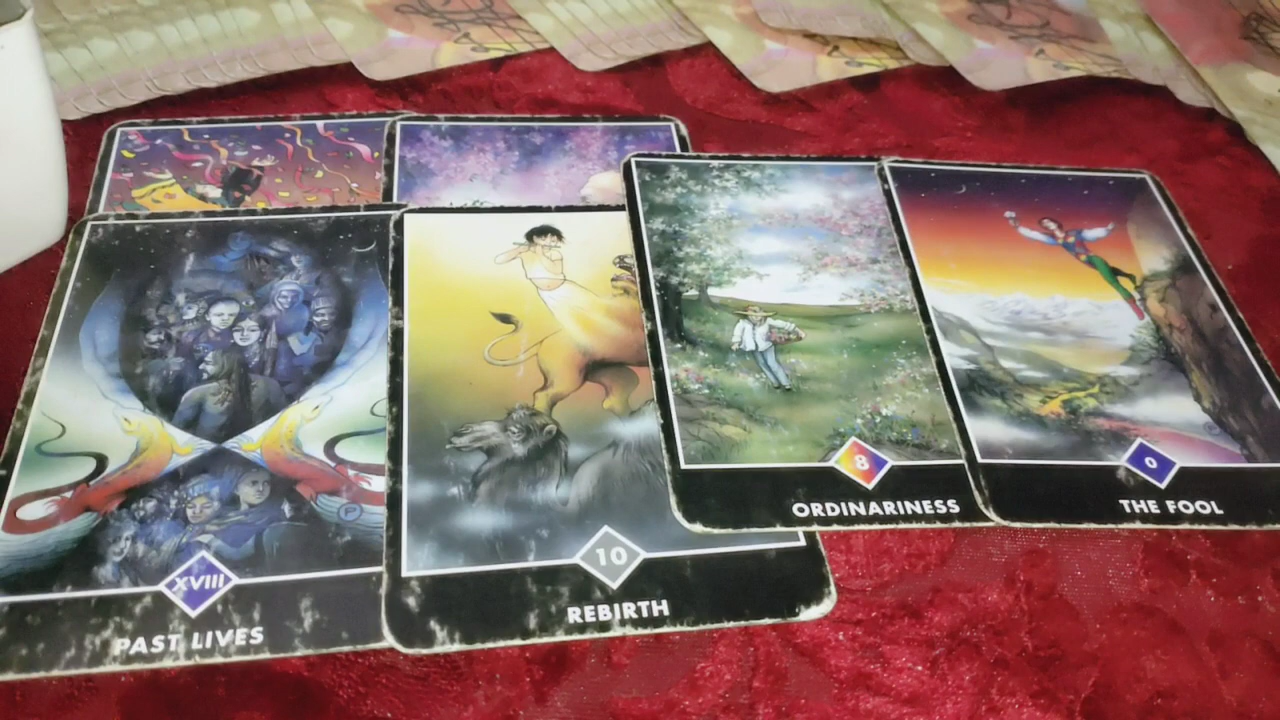 XVIII
PAST LIVES
10
REBIRTH
8
ORDINARINESS
0
THE FOOL